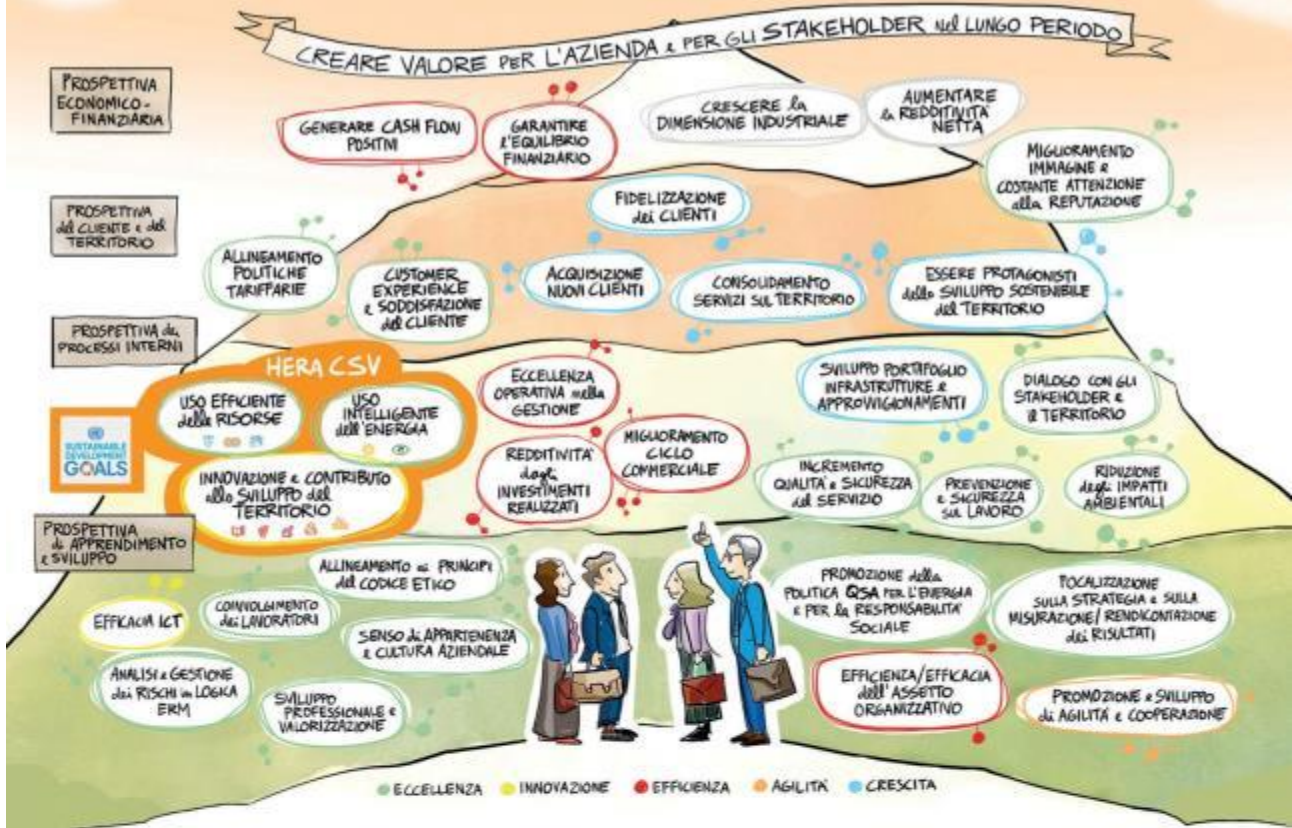 CREARE VALORE PER L'AZIENDA e PER GLI STAKEHOLDER NEL LUNGO PERIODO
PROSPETTIVA
ECONOMICO-
FINANZIARIA
GENERARE CASH FLOW
POSITIVI
GARANTIRE
l'EQUILIBRIO
FINANZIARIO
CRESCERE la
DIMENSIONE INDUSTRIALE
AUMENTARE
la REDDITIVITÀ
NETTA
MIGLIORAMENTO
IMMAGINE e
COSTANTE ATTENZIONE
alla REPUTAZIONE
PROSPETTIVA
del CLIENTE e del
TERRITORIO
FIDELIZZAZIONE
dei CLIENTI
ALLINEAMENTO
POLITICHE
TARIFFARIE
CUSTOMER
EXPERIENCE
e SODDISFAZIONE
del CLIENTE
ACQUISIZIONE
NUOVI CLIENTI
CONSOLIDAMENTO
SERVIZI SUL TERRITORIO
ESSERE PROTAGONISTI
dello SVILUPPO SOSTENIBILE
del TERRITORIO
PROSPETTIVA dei
PROCESSI INTERNI
HERA CSV
USO EFFICIENTE
delle RISORSE
USO
INTELLIGENTE
dell'ENERGIA
INNOVAZIONE e CONTRIBUTO
allo SVILUPPO del
TERRITORIO
SUSTAINABLE
DEVELOPMENT
GOALS
ECCELLENZA
OPERATIVA nella
GESTIONE
REDDITIVITÀ
dagli
INVESTIMENTI
REALIZZATI
MIGLIORAMENTO
CICLO
COMMERCIALE
SVILUPPO PORTAFOGLIO
INFRASTRUTTURE e
APPROVVIGIONAMENTI
DIALOGO CON GLI
STAKEHOLDER e
il TERRITORIO
INCREMENTO
QUALITÀ e SICUREZZA
del SERVIZIO
PREVENZIONE
e SICUREZZA
SUL LAVORO
RIDUZIONE
degli IMPATTI
AMBIENTALI
PROSPETTIVA
di APPRENDIMENTO
e SVILUPPO
ALLINEAMENTO ai PRINCIPI
del CODICE ETICO
EFFICACIA ICT
COINVOLGIMENTO
dei LAVORATORI
SENSO di APPARTENENZA
e CULTURA AZIENDALE
ANALISI e GESTIONE
dei RISCHI in LOGICA
ERM
SVILUPPO
PROFESSIONALE e
VALORIZZAZIONE
PROMOZIONE della
POLITICA QSA PER L'ENERGIA
e PER la RESPONSABILITÀ
SOCIALE
FOCALIZZAZIONE
SULLA STRATEGIA e SULLA
MISURAZIONE/RENDICONTAZIONE
dei RISULTATI
EFFICIENZA/EFFICACIA
dell'ASSETTO
ORGANIZZATIVO
PROMOZIONE e SVILUPPO
di AGILITÀ e COOPERAZIONE
ECCELLENZA INNOVAZIONE EFFICIENZA AGILITÀ CRESCITA